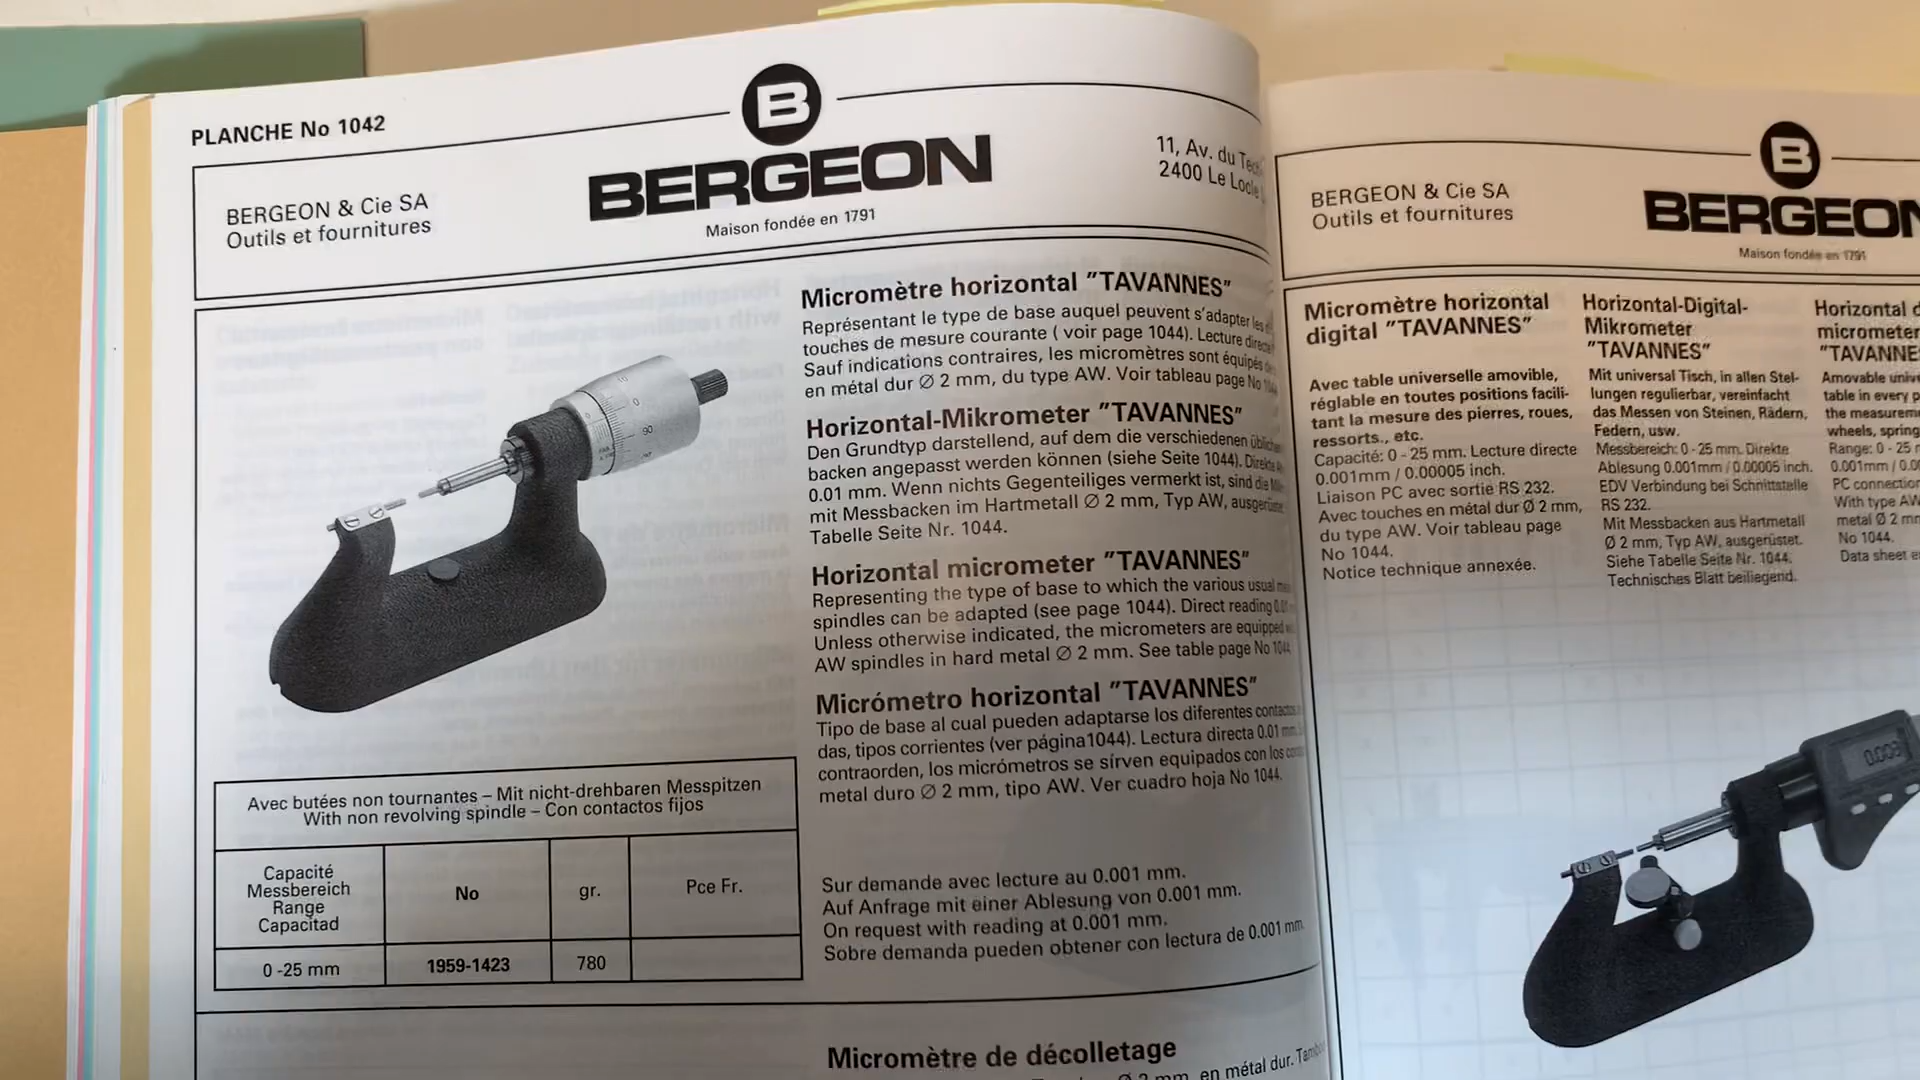 PLANCHE No 1042
B
BERGEON & Cie SA
Outils et fournitures
BERGEON
Maison fondée en 1791
11, Av. du
2400 Le Locle
Micromètre horizontal "TAVANNES"
Représentant le type de base auquel peuvent s'adapter les
touches de mesure courante ( voir page 1044). Lecture directe
Sauf indications contraires, les micromètres sont équipés
en métal dur Ø 2 mm, du type AW. Voir tableau page No 1044
Horizontal-Mikrometer "TAVANNES"
Den Grundtyp darstellend, auf dem die verschiedenen
backen angepasst werden können (siehe Seite 1044).
0.01 mm. Wenn nichts Gegenteiliges vermerkt ist, sind die
mit Messbacken im Hartmetall Ø 2 mm, Typ AW,
Tabelle Seite Nr. 1044.
Horizontal micrometer "TAVANNES"
Representing the type of base to which the various usual
spindles can be adapted (see page 1044). Direct reading
Unless otherwise indicated, the micrometers are equipped
AW spindles in hard metal Ø 2 mm. See table page No 1044
Micrómetro horizontal "TAVANNES"
Tipo de base al cual pueden adaptarse los diferentes contactos
das, tipos corrientes (ver página1044). Lectura directa 0.01 mm.
contraorden, los micrómetros se sírven equipados con los
metal duro Ø 2 mm, tipo AW. Ver cuadro hoja No 1044.
Avec butées non tournantes – Mit nicht-drehbaren Messpitzen
With non revolving spindle – Con contactos fijos
Capacité
Messbereich
Range
Capacitad
No
gr.
Pce Fr.
0 -25 mm
1959-1423
780
Sur demande avec lecture au 0.001 mm.
Auf Anfrage mit einer Ablesung von 0.001 mm.
On request with reading at 0.001 mm.
Sobre demanda pueden obtener con lectura de 0.001 mm.
Micromètre de décolletage
Ø 2 mm, en métal dur.
B
BERGEON & Cie SA
Outils et fournitures
BERGEON
Maison fondée en 1791
Micromètre horizontal
digital "TAVANNES"
Avec table universelle amovible,
réglable en toutes positions facili-
tant la mesure des pierres, roues,
ressorts., etc.
Capacité: 0 - 25 mm. Lecture directe
0.001mm / 0.00005 inch.
Liaison PC avec sortie RS 232.
Avec touches en métal dur Ø 2 mm,
du type AW. Voir tableau page
No 1044.
Notice technique annexée.
Horizontal-Digital-
Mikrometer
"TAVANNES"
Mit universal Tisch, in allen Stel-
lungen regulierbar, vereinfacht
das Messen von Steinen, Rädern,
Federn, usw.
Messbereich: 0 - 25 mm. Direkte
Ablesung 0.001mm / 0.00005 inch.
EDV Verbindung bei Schnittstelle
RS 232.
Mit Messbacken aus Hartmetall
Ø 2 mm, Typ AW, ausgerüstet.
Siehe Tabelle Seite Nr. 1044.
Technisches Blatt beiliegend.
Horizontal
micrometer
"TAVANNES
Amovable
table in every
the
wheels,
Range: 0 - 25
0.001mm
PC
With type AW
metal Ø 2
No 1044.
Data sheet